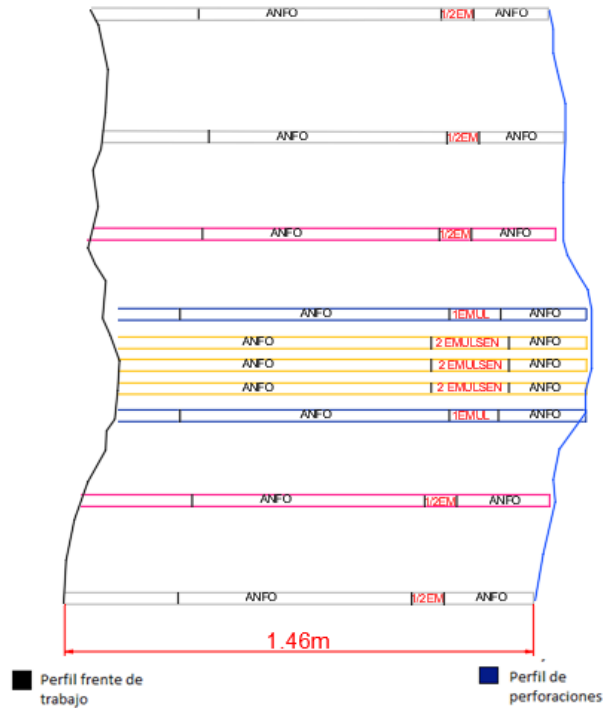 ANFO 1/2EM ANFO
ANFO 1/2EM ANFO
ANFO 1/2EM ANFO
ANFO 1EMUL ANFO
ANFO 2 EMULSEN ANFO
ANFO 2 EMULSEN ANFO
ANFO 2 EMULSEN ANFO
ANFO 1EMUL ANFO
ANFO 1/2EM ANFO
ANFO 1/2EM ANFO
1.46m
Perfil frente de
trabajo
Perfil de
perforaciones